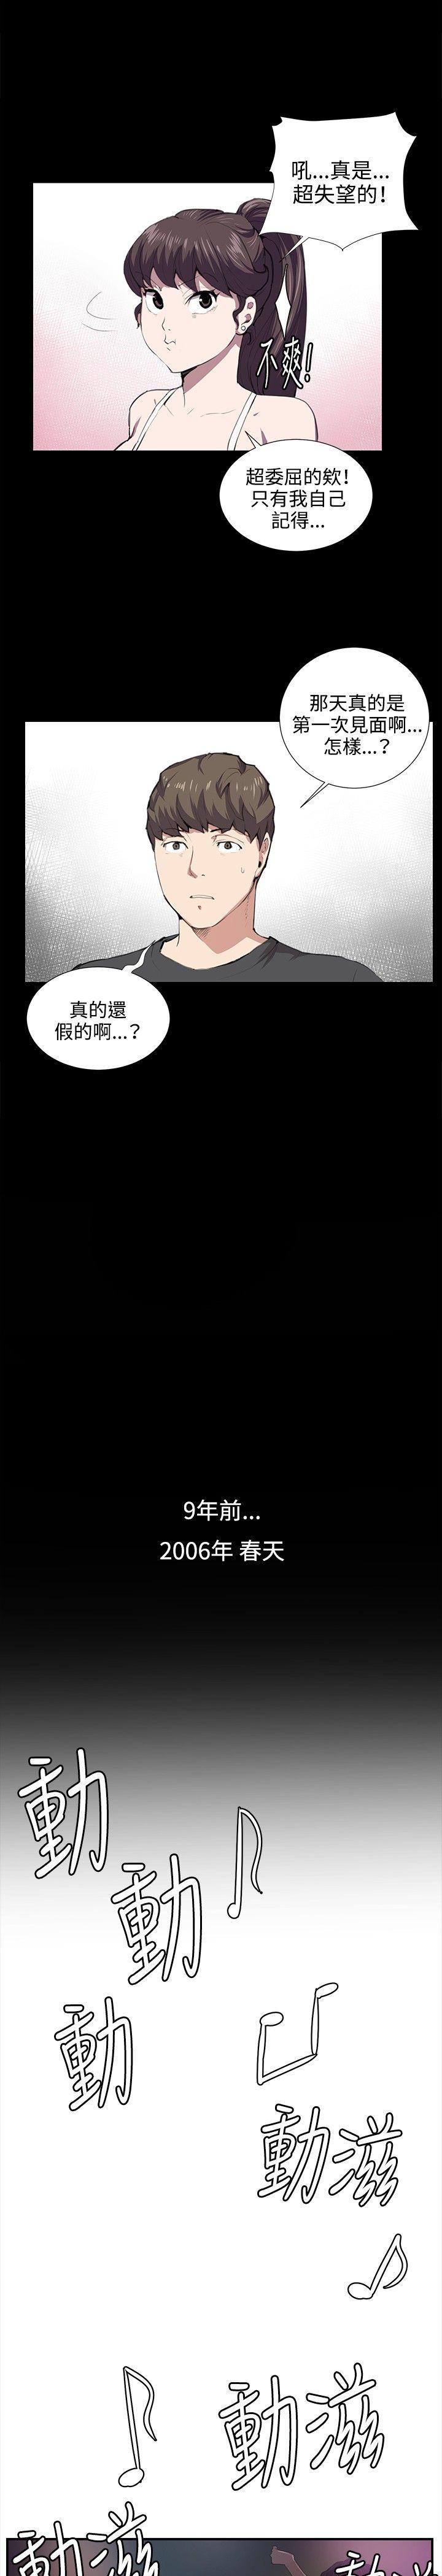 吼...真是...
超失望的!
不爽!
超委屈的欸!
只有我自己
記得...
那天真的是
第一次見面啊...
怎樣...?
真的還
假的啊...?
9年前...
2006年 春天
動
動
動
動滋
動滋
動
動滋